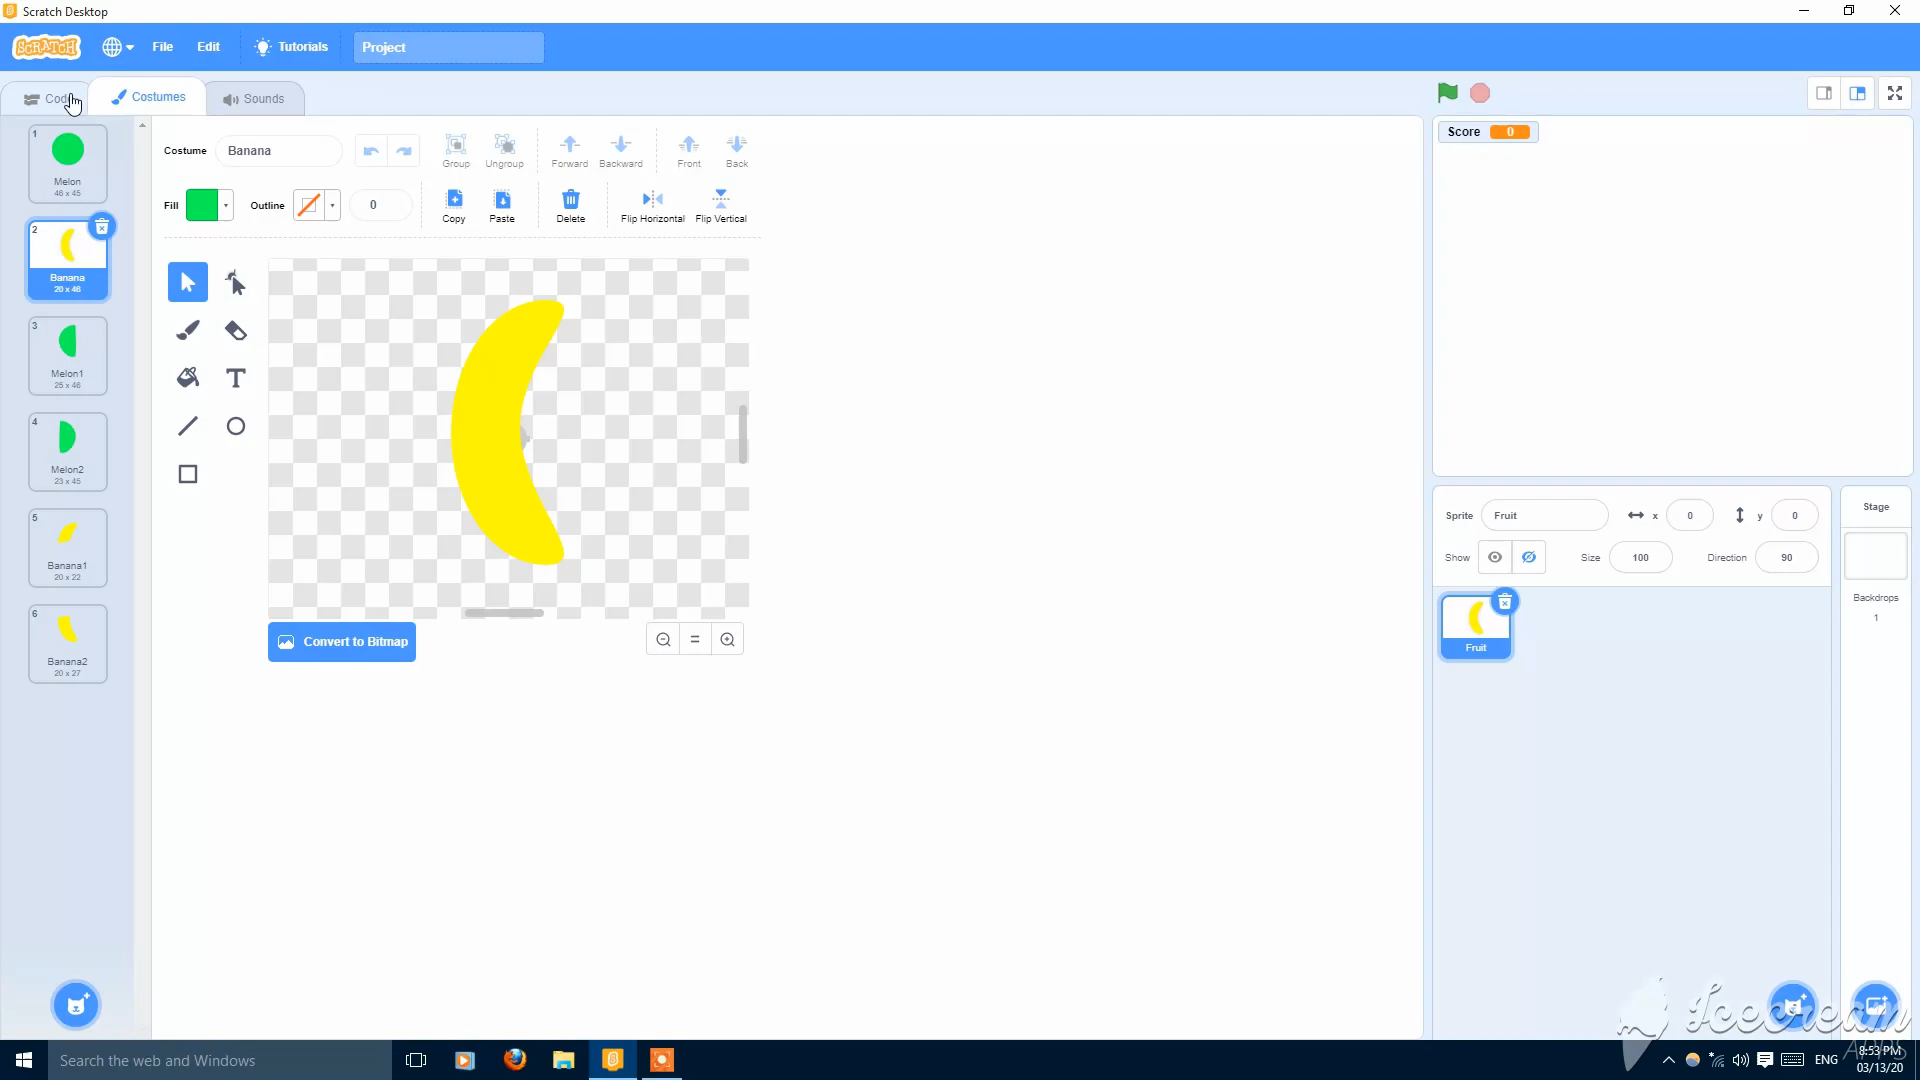 Scratch Desktop
SCRATCH File Edit Tutorials Project
Code Costumes Sounds
1
Melon
46 x 45
2
Banana
20 x 46
3
Melon1
25 x 46
4
Melon2
23 x 45
5
Banana1
20 x 22
6
Banana2
20 x 27
Costume Banana
Group Ungroup Forward Backward Front Back
Fill Outline 0
Copy Paste Delete Flip Horizontal Flip Vertical
T
Convert to Bitmap
=
Score 0
Sprite Fruit x 0 y 0
Show Size 100 Direction 90
Fruit
Stage
Backdrops
1
Icecream
APPS
Search the web and Windows
ENG
8:53 PM
03/13/20